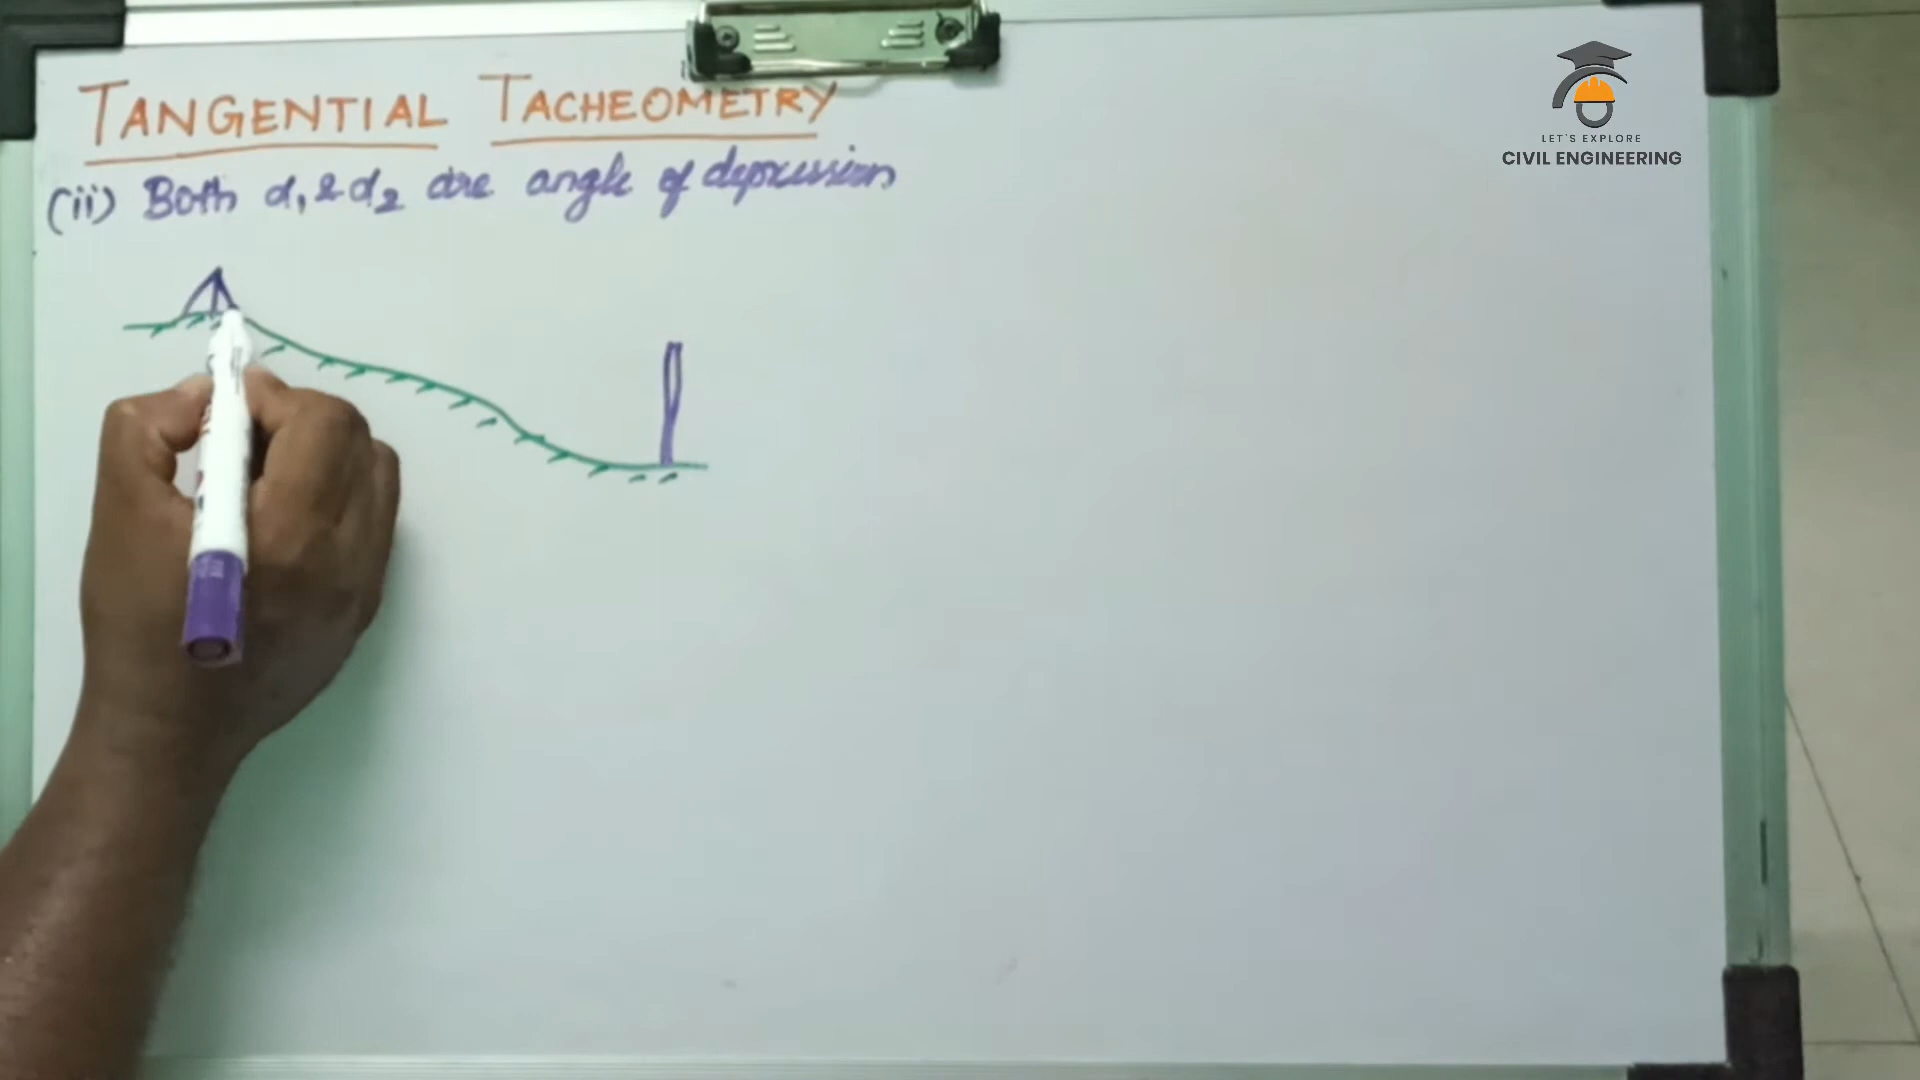 TANGENTIAL TACHEOMETRY
(ii) Both α1 & α2 are angle of depression
LET'S EXPLORE
CIVIL ENGINEERING